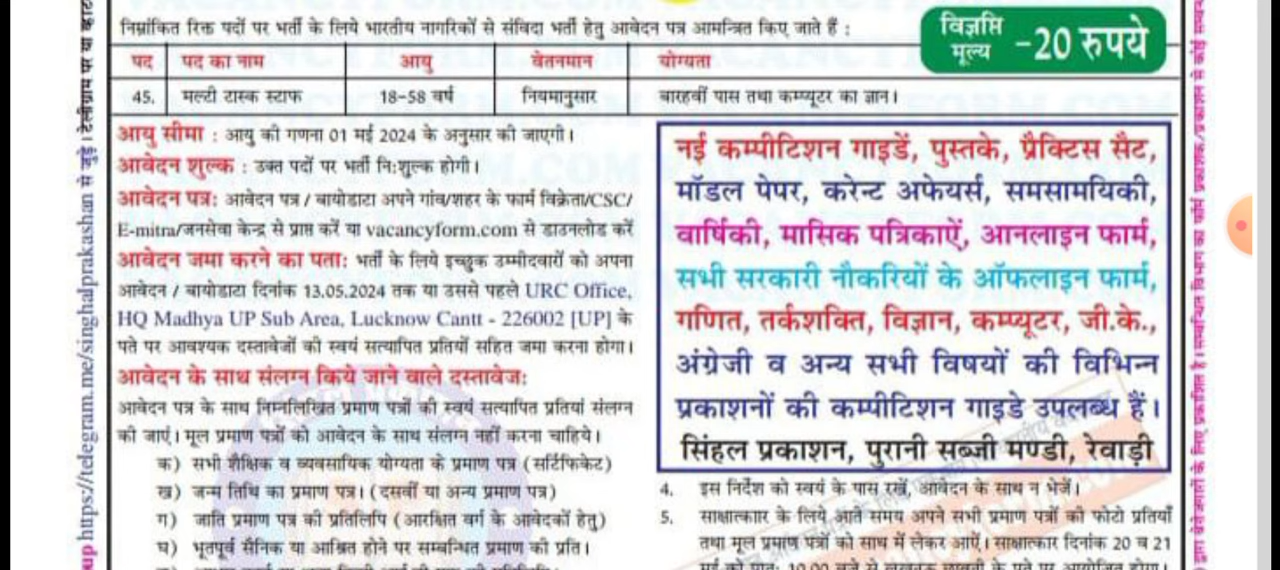 निम्नांकित रिक्त पदों पर भर्ती के लिये भारतीय नागरिकों से संविदा भर्ती हेतु आवेदन पत्र आमन्त्रित किए जाते हैं :
विज्ञप्ति मूल्य -20 रुपये
पद पद का नाम आयु वेतनमान योग्यता
45. मल्टी टास्क स्टाफ 18-58 वर्ष नियमानुसार बारहवीं पास तथा कम्प्यूटर का ज्ञान।
आयु सीमा : आयु की गणना 01 मई 2024 के अनुसार की जाएगी।
आवेदन शुल्क : उक्त पदों पर भर्ती नि:शुल्क होगी।
आवेदन पत्र: आवेदन पत्र / बायोडाटा अपने गांव/शहर के फार्म विक्रेता/CSC/
E-mitra/जनसेवा केन्द्र से प्राप्त करें या vacancyform.com से डाउनलोड करें
आवेदन जमा करने का पता: भर्ती के लिये इच्छुक उम्मीदवारों को अपना
आवेदन / बायोडाटा दिनांक 13.05.2024 तक या उससे पहले URC Office,
HQ Madhya UP Sub Area, Lucknow Cantt - 226002 [UP] के
पते पर आवश्यक दस्तावेजों की स्वयं सत्यापित प्रतियों सहित जमा करना होगा।
आवेदन के साथ संलग्न किये जाने वाले दस्तावेज:
आवेदन पत्र के साथ निम्नलिखित प्रमाण पत्रों की स्वयं सत्यापित प्रतियां संलग्न
की जाएं। मूल प्रमाण पत्रों को आवेदन के साथ संलग्न नहीं करना चाहिये।
क) सभी शैक्षिक व व्यवसायिक योग्यता के प्रमाण पत्र (सर्टिफिकेट)
ख) जन्म तिथि का प्रमाण पत्र। (दसवीं या अन्य प्रमाण पत्र)
ग) जाति प्रमाण पत्र की प्रतिलिपि (आरक्षित वर्ग के आवेदकों हेतु)
घ) भूतपूर्व सैनिक या आश्रित होने पर सम्बन्धित प्रमाण की प्रति।
नई कम्पीटिशन गाइडें, पुस्तके, प्रैक्टिस सैट,
मॉडल पेपर, करेन्ट अफेयर्स, समसामयिकी,
वार्षिकी, मासिक पत्रिकाऐं, आनलाइन फार्म,
सभी सरकारी नौकरियों के ऑफलाइन फार्म,
गणित, तर्कशक्ति, विज्ञान, कम्प्यूटर, जी.के.,
अंग्रेजी व अन्य सभी विषयों की विभिन्न
प्रकाशनों की कम्पीटिशन गाइडे उपलब्ध हैं।
सिंहल प्रकाशन, पुरानी सब्जी मण्डी, रेवाड़ी
4. इस निर्देश को स्वयं के पास रखें, आवेदन के साथ न भेजें।
5. साक्षात्कार के लिये आते समय अपने सभी प्रमाण पत्रों की फोटो प्रतियाँ
तथा मूल प्रमाण पत्रों को साथ में लेकर आऐं। साक्षात्कार दिनांक 20 व 21
मई को प्रात: 10.00 बजे से लखनऊ छावनी के पते पर आयोजित होगा।
https://telegram.me/singhalprakashan से जुड़े। टेलीग्राम पर या